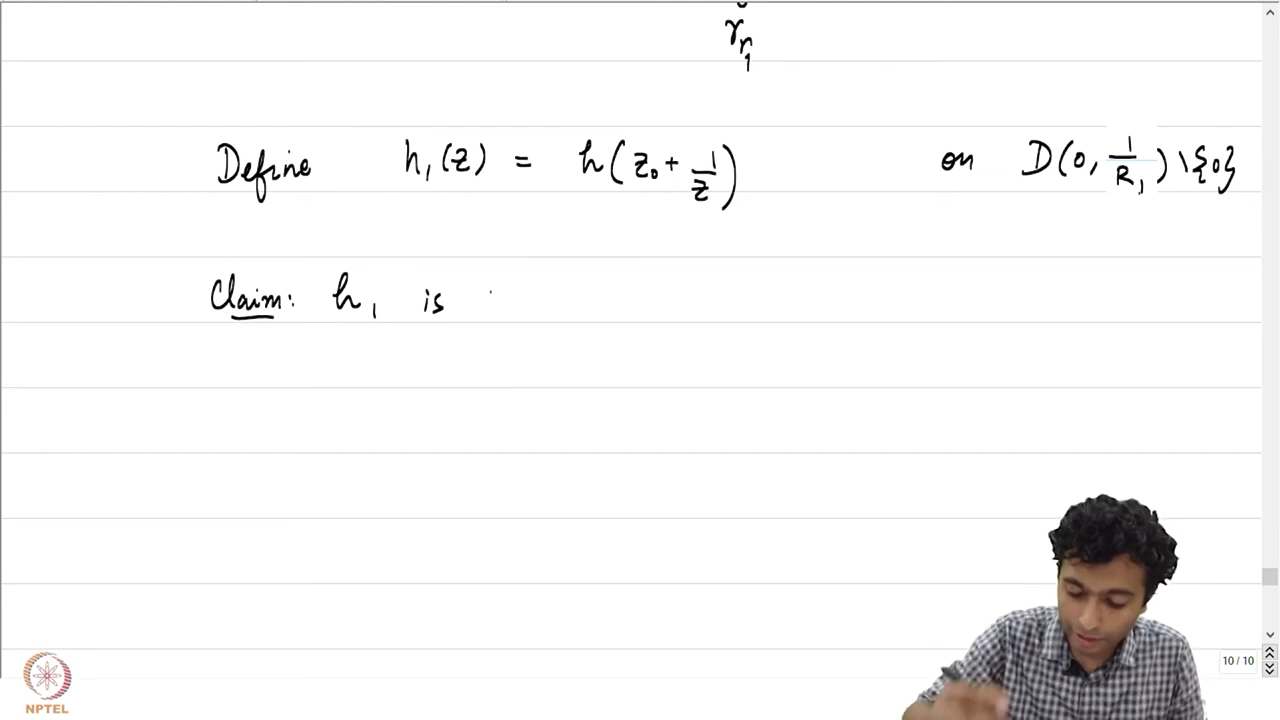 γ_{r_1}
Define h_1(z) = h(z_0 + 1/z) on D(0, 1/R_1) \ {0}
Claim: h_1 is
10 / 10
NPTEL